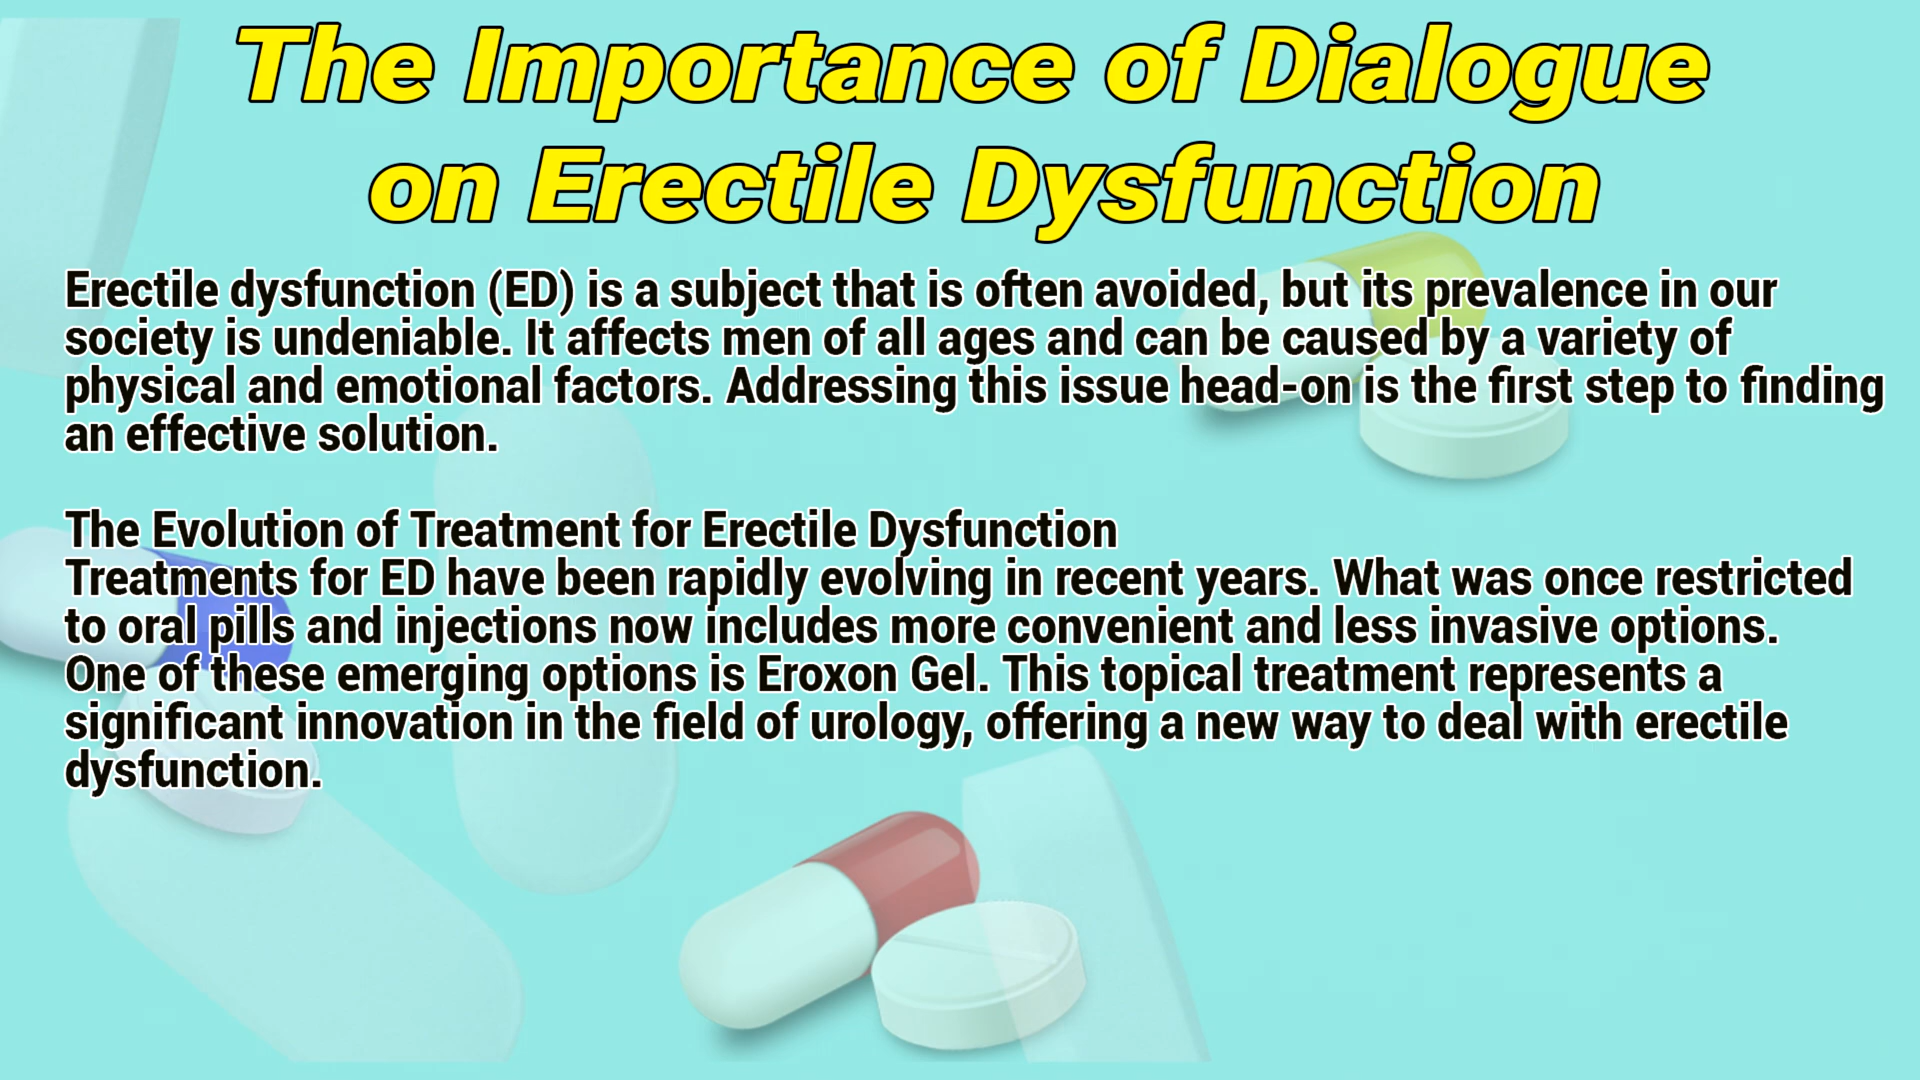 The Importance of Dialogue
on Erectile Dysfunction
Erectile dysfunction (ED) is a subject that is often avoided, but its prevalence in our
society is undeniable. It affects men of all ages and can be caused by a variety of
physical and emotional factors. Addressing this issue head-on is the first step to finding
an effective solution.
The Evolution of Treatment for Erectile Dysfunction
Treatments for ED have been rapidly evolving in recent years. What was once restricted
to oral pills and injections now includes more convenient and less invasive options.
One of these emerging options is Eroxon Gel. This topical treatment represents a
significant innovation in the field of urology, offering a new way to deal with erectile
dysfunction.